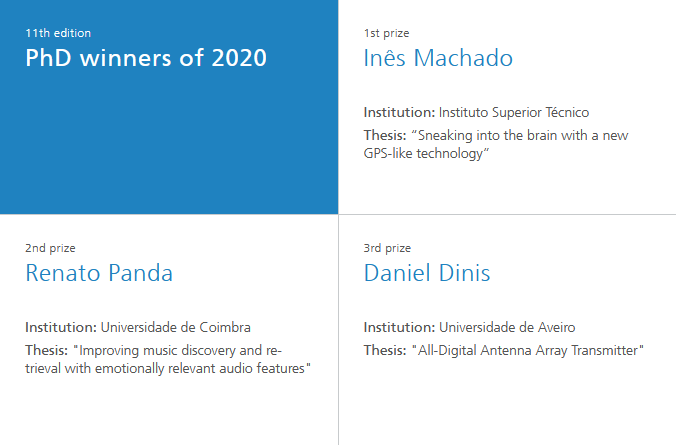 11th edition
PhD winners of 2020
1st prize
Inês Machado
Institution: Instituto Superior Técnico
Thesis: “Sneaking into the brain with a new
GPS-like technology”
2nd prize
Renato Panda
Institution: Universidade de Coimbra
Thesis: "Improving music discovery and re-
trieval with emotionally relevant audio features"
3rd prize
Daniel Dinis
Institution: Universidade de Aveiro
Thesis: "All-Digital Antenna Array Transmitter"